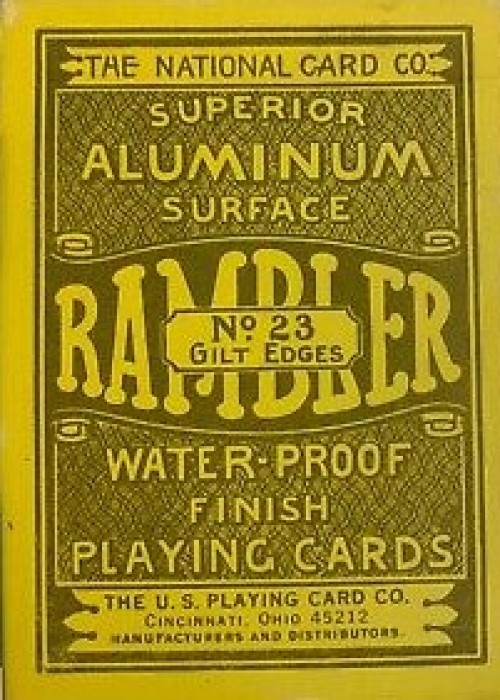 THE NATIONAL CARD CO.
SUPERIOR
ALUMINUM
SURFACE
RAMBLER
No 23
GILT EDGES
WATER-PROOF
FINISH
PLAYING CARDS
THE U.S. PLAYING CARD CO.
CINCINNATI, OHIO 45212
MANUFACTURERS AND DISTRIBUTORS.